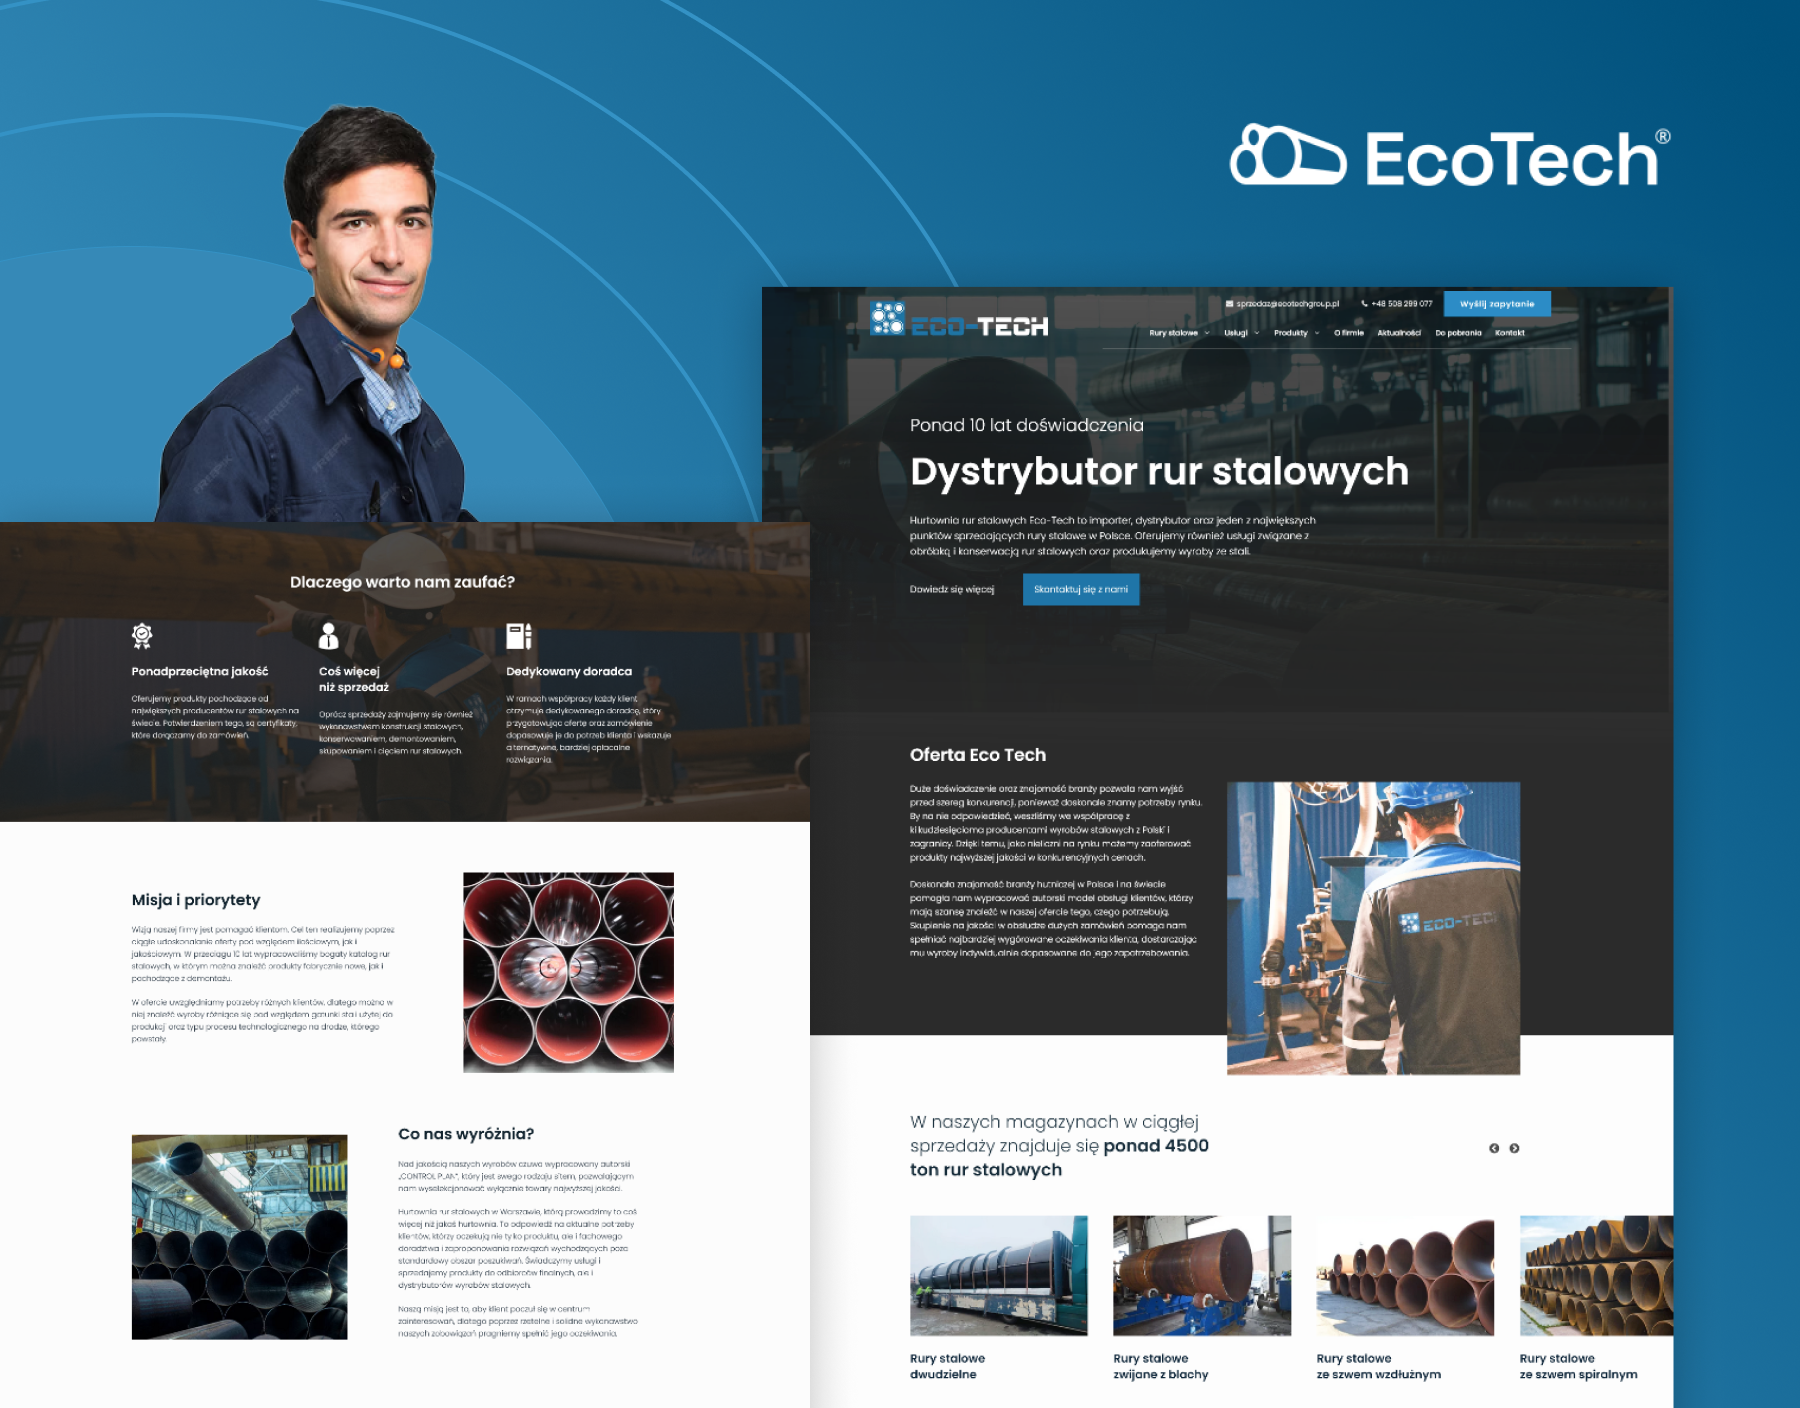 EcoTech®
ECO-TECH
sprzedaz@ecotechgroup.pl
+48 508 299 077
Wyślij zapytanie
Rury stalowe
Usługi
Produkty
O firmie
Aktualności
Do pobrania
Kontakt
Ponad 10 lat doświadczenia
Dystrybutor rur stalowych
Hurtownia rur stalowych Eco-Tech to importer, dystrybutor oraz jeden z największych
punktów sprzedających rury stalowe w Polsce. Oferujemy również usługi związane z
obróbką i konserwacją rur stalowych oraz produkujemy wyroby ze stali.
Dowiedz się więcej
Skontaktuj się z nami
Dlaczego warto nam zaufać?
Ponadprzeciętna jakość
Oferujemy produkty pochodzące od
największych producentów rur stalowych na
świecie. Potwierdzeniem tego, są certyfikaty,
które dołączamy do zamówień.
Coś więcej
niż sprzedaż
Oprócz sprzedaży zajmujemy się również
wykonawstwem konstrukcji stalowych,
konserwowaniem, demontowaniem,
skupowaniem i cięciem rur stalowych.
Dedykowany doradca
W ramach współpracy każdy klient
otrzymuje dedykowanego doradcę, który
przygotowując ofertę oraz zamówienie
dopasowuje je do potrzeb klienta i wskazuje
alternatywne, bardziej opłacalne
rozwiązania.
Oferta Eco Tech
Duże doświadczenie oraz znajomość branży pozwala nam wyjść
przed szereg konkurencji, ponieważ doskonale znamy potrzeby rynku.
By na nie odpowiedzieć, weszliśmy we współpracę z
kilkudziesięcioma producentami wyrobów stalowych z Polski i
zagranicy. Dzięki temu, jako nieliczni na rynku możemy zaoferować
produkty najwyższej jakości w konkurencyjnych cenach.
Doskonała znajomość branży hutniczej w Polsce i na świecie
pomogła nam wypracować autorski model obsługi klientów, którzy
mają szansę znaleźć w naszej ofercie tego, czego potrzebują.
Skupienie na jakości w obsłudze dużych zamówień pomaga nam
spełniać najbardziej wygórowane oczekiwania klienta, dostarczając
mu wyroby indywidualnie dopasowane do jego zapotrzebowania.
ECO-TECH
Misja i priorytety
Wizją naszej firmy jest pomagać klientom. Cel ten realizujemy poprzez
ciągłe udoskonalanie oferty pod względem ilościowym, jak i
jakościowym. W przeciągu 10 lat wypracowaliśmy bogaty katalog rur
stalowych, w którym można znaleźć produkty fabrycznie nowe, jak i
pochodzące z demontażu.
W ofercie uwzględniamy potrzeby różnych klientów, dlatego można w
niej znaleźć wyroby różniące się pod względem gatunki stali użytej do
produkcji oraz typu procesu technologicznego na drodze, którego
powstały.
Co nas wyróżnia?
Nad jakością naszych wyrobów czuwa wypracowany autorski
„CONTROL PLAN”, który jest swego rodzaju sitem, pozwalającym
nam wyselekcjonować wyłącznie towary najwyższej jakości.
Hurtownia rur stalowych w Warszawie, którą prowadzimy to coś
więcej niż jakaś hurtownia. To odpowiedź na aktualne potrzeby
klientów, którzy oczekują nie tylko produktu, ale i fachowego
doradztwa i zaproponowania rozwiązań wychodzących poza
standardowy obszar poszukiwań. Świadczymy usługi i
sprzedajemy produkty do odbiorców finalnych, ale i
dystrybutorów wyrobów stalowych.
Naszą misją jest to, aby klient poczuł się w centrum
zainteresowań, dlatego poprzez rzetelne i solidne wykonawstwo
naszych zobowiązań pragniemy spełnić jego oczekiwania.
W naszych magazynach w ciągłej
sprzedaży znajduje się ponad 4500
ton rur stalowych
Rury stalowe
dwudzielne
Rury stalowe
zwijane z blachy
Rury stalowe
ze szwem wzdłużnym
Rury stalowe
ze szwem spiralnym